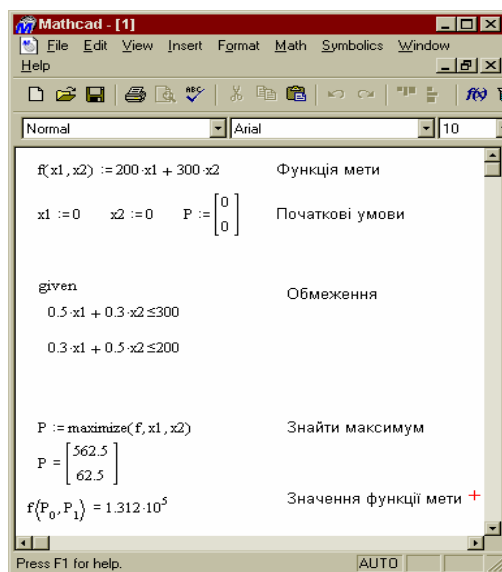 Mathcad - [1]
File Edit View Insert Format Math Symbolics Window
Help
Normal Arial 10
f(x1,x2) := 200·x1 + 300·x2 Функція мети
x1 := 0 x2 := 0 P := [0 0] Початкові умови
given
Обмеження
0.5·x1 + 0.3·x2≤300
0.3·x1 + 0.5·x2≤200
P := maximize(f,x1,x2) Знайти максимум
P = [562.5 62.5]
f(P₀,P₁) = 1.312·10⁵ Значення функції мети
Press F1 for help. AUTO